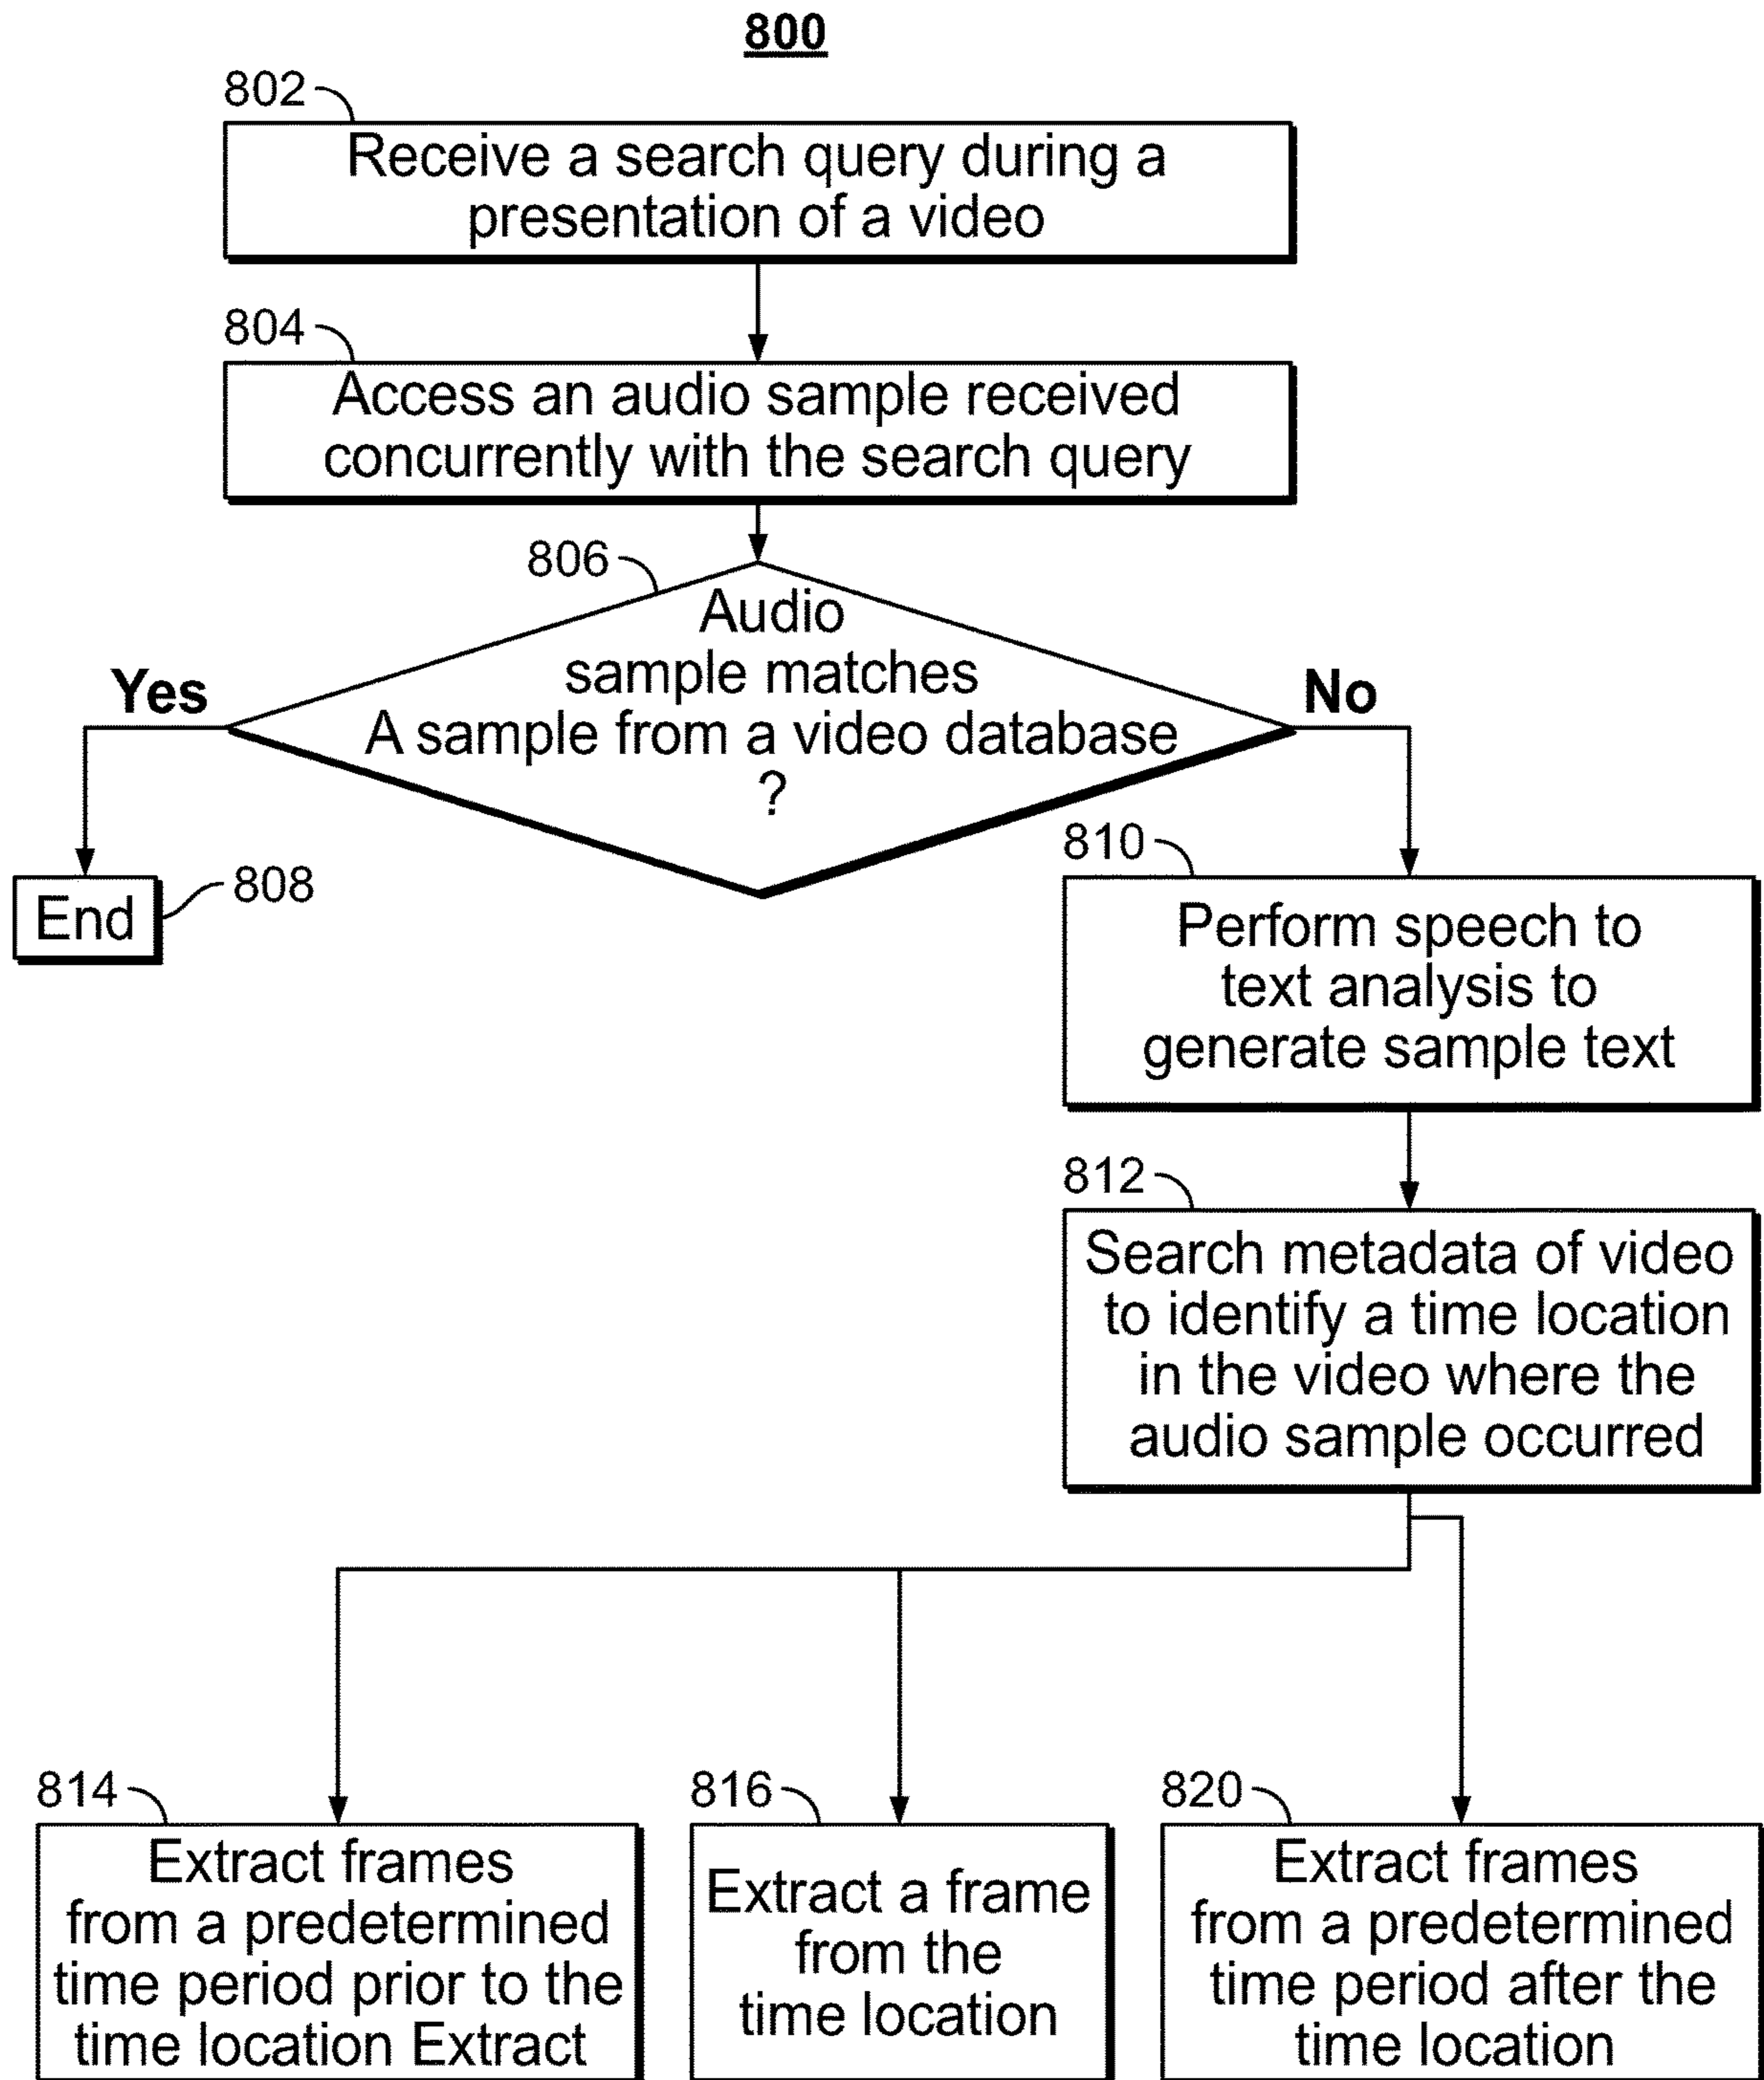 800
802
Receive a search query during a
presentation of a video
804
Access an audio sample received
concurrently with the search query
806
Audio
sample matches
A sample from a video database
?
Yes
No
End
808
810
Perform speech to
text analysis to
generate sample text
812
Search metadata of video
to identify a time location
in the video where the
audio sample occurred
814
Extract frames
from a predetermined
time period prior to the
time location Extract
816
Extract a frame
from the
time location
820
Extract frames
from a predetermined
time period after the
time location